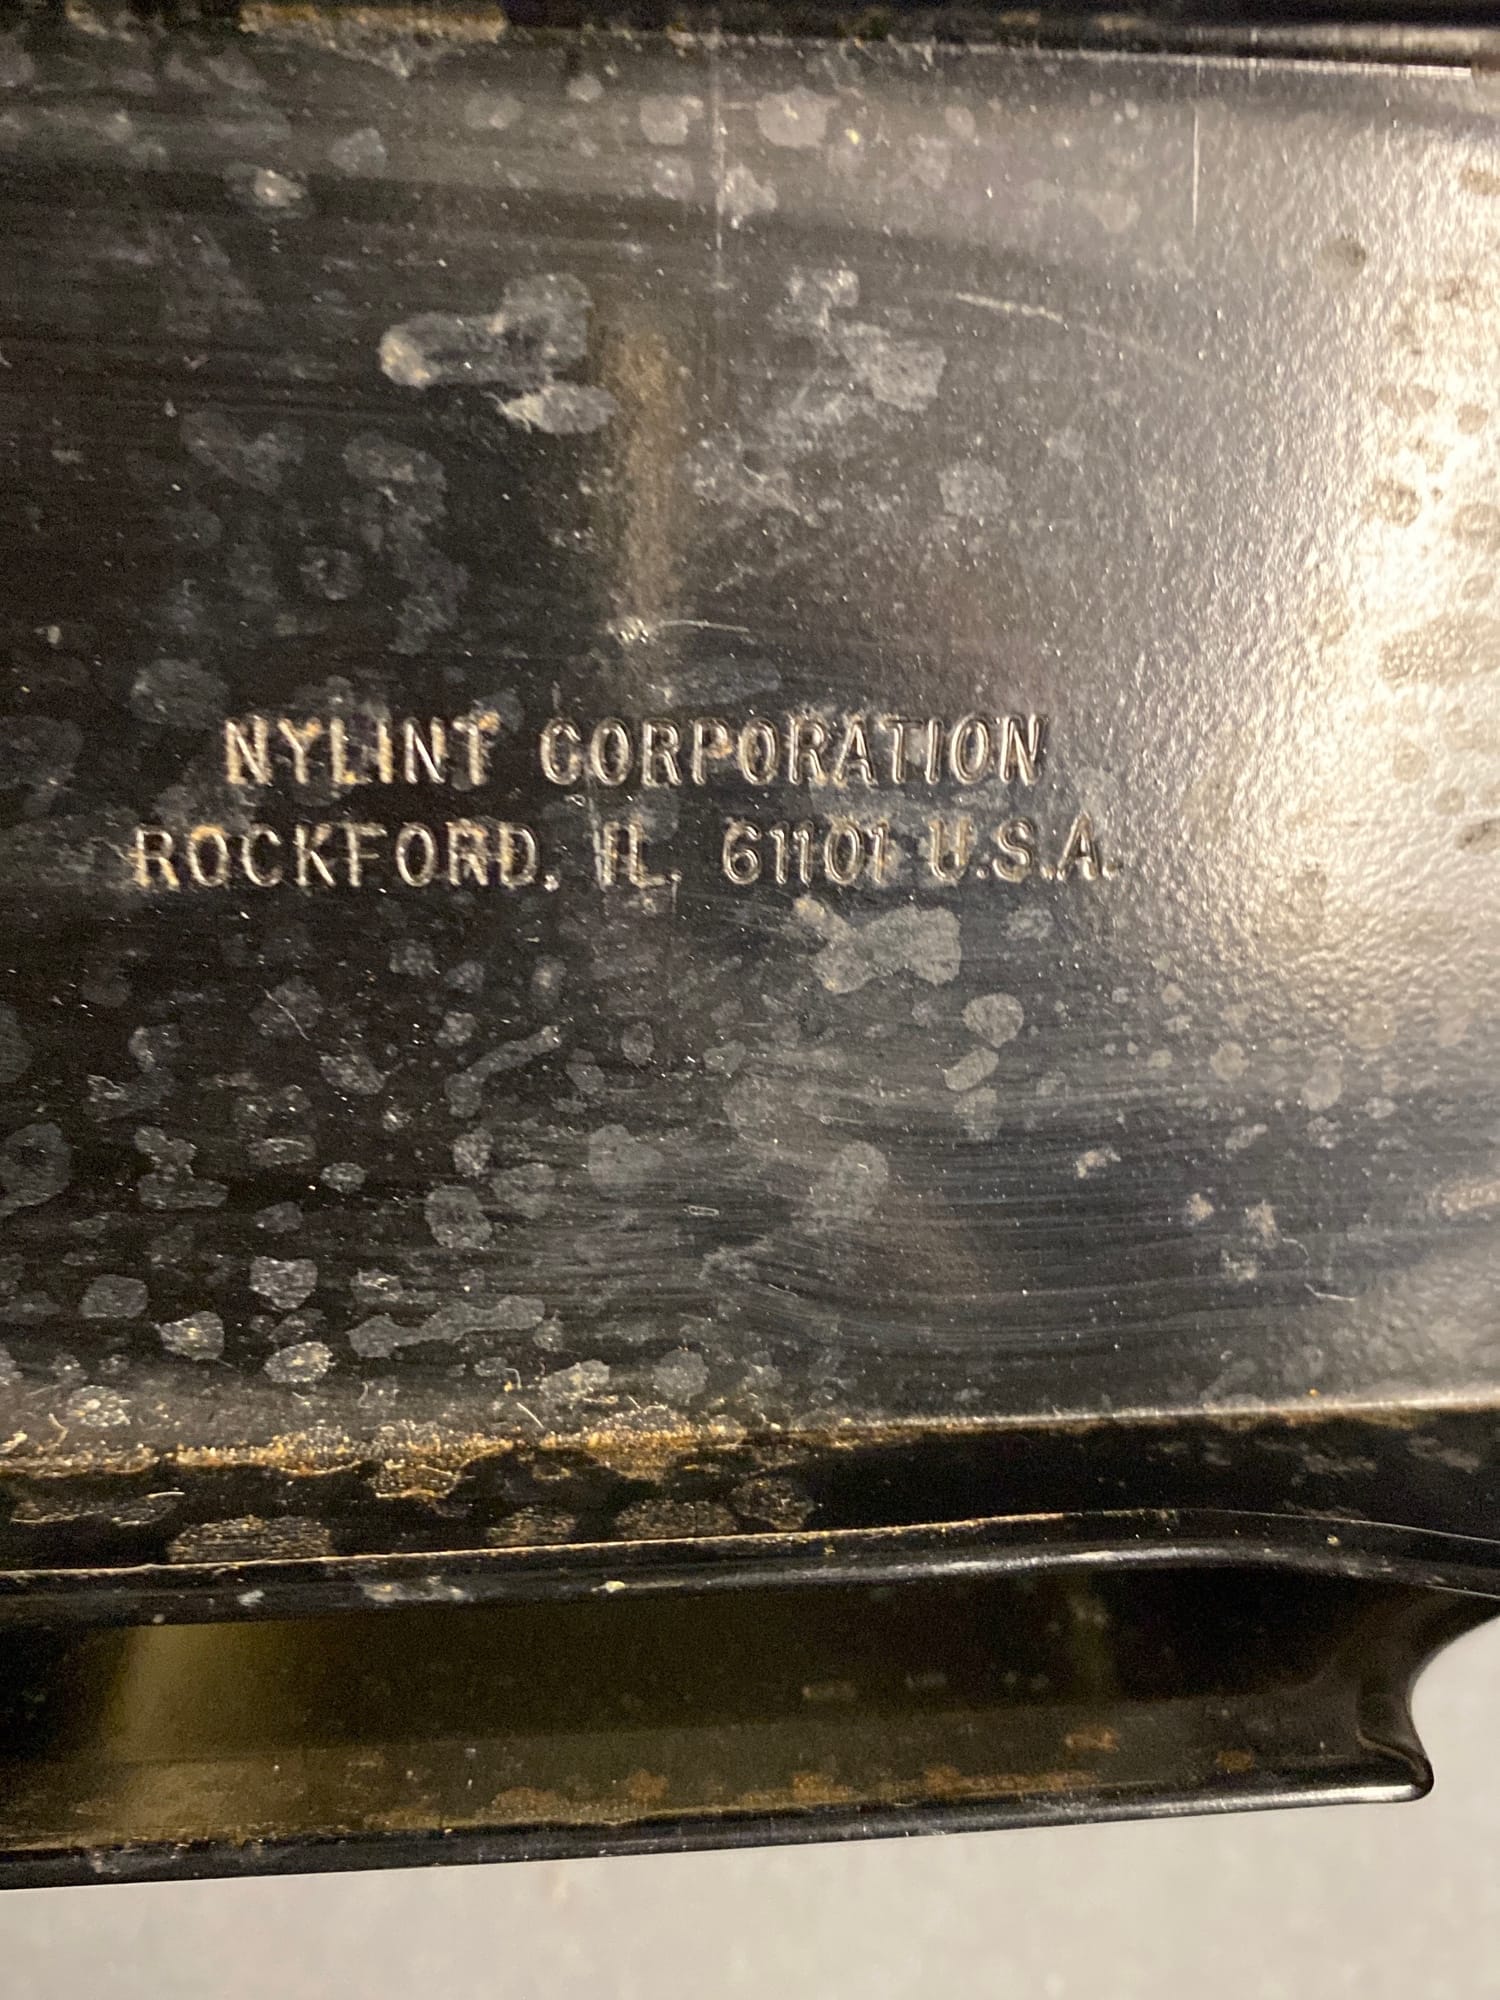 NYLINT CORPORATION
ROCKFORD, IL. 61101 U.S.A.